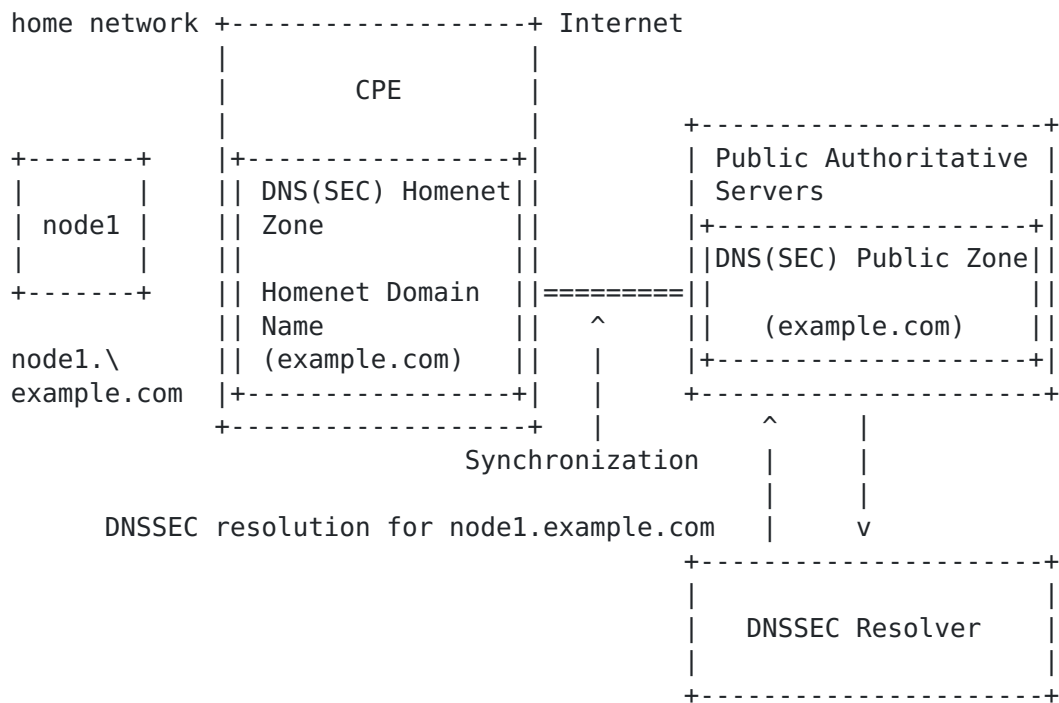 home network +-------------------+ Internet
             |                   |
             |        CPE        |
             |                   |         +----------------------+
+-------+    |+-----------------+|         | Public Authoritative |
|       |    || DNS(SEC) Homenet||         | Servers              |
| node1 |    || Zone            ||         |+--------------------+|
|       |    ||                 ||         ||DNS(SEC) Public Zone||
+-------+    || Homenet Domain  ||=========||                    ||
             || Name            ||   ^     ||   (example.com)    ||
node1.\      || (example.com)   ||   |     |+--------------------+|
example.com  |+-----------------+|   |     +----------------------+
             +-------------------+   |          ^     |
                             Synchronization    |     |
                                                |     |
      DNSSEC resolution for node1.example.com   |     v
                                           +----------------------+
                                           |                      |
                                           |   DNSSEC Resolver    |
                                           |                      |
                                           +----------------------+